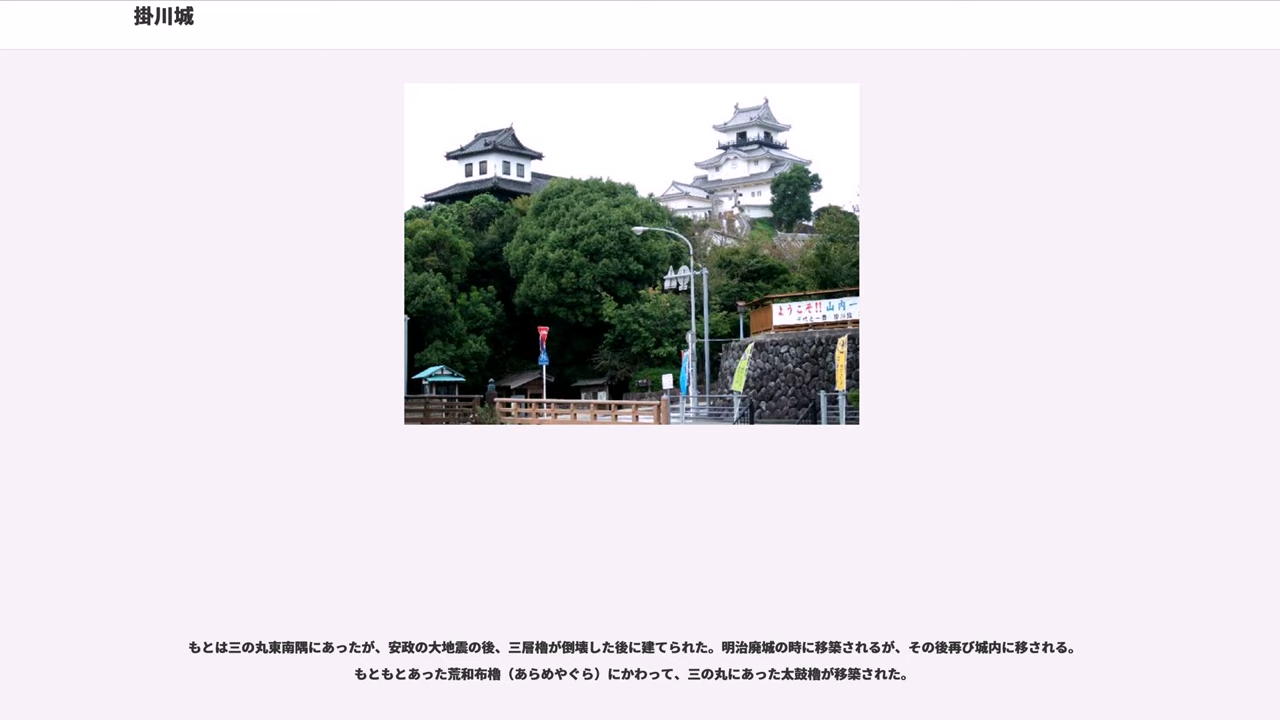 掛川城
ようこそ!! 山内一
もとは三の丸東南隅にあったが、安政の大地震の後、三層櫓が倒壊した後に建てられた。明治廃城の時に移築されるが、その後再び城内に移される。
もともとあった荒和布櫓（あらめやぐら）にかわって、三の丸にあった太鼓櫓が移築された。